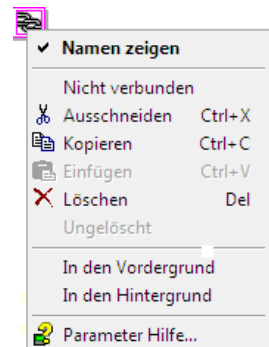 Namen zeigen
Nicht verbunden
Ausschneiden Ctrl+X
Kopieren Ctrl+C
Einfügen Ctrl+V
Löschen Del
Ungelöscht
In den Vordergrund
In den Hintergrund
Parameter Hilfe...